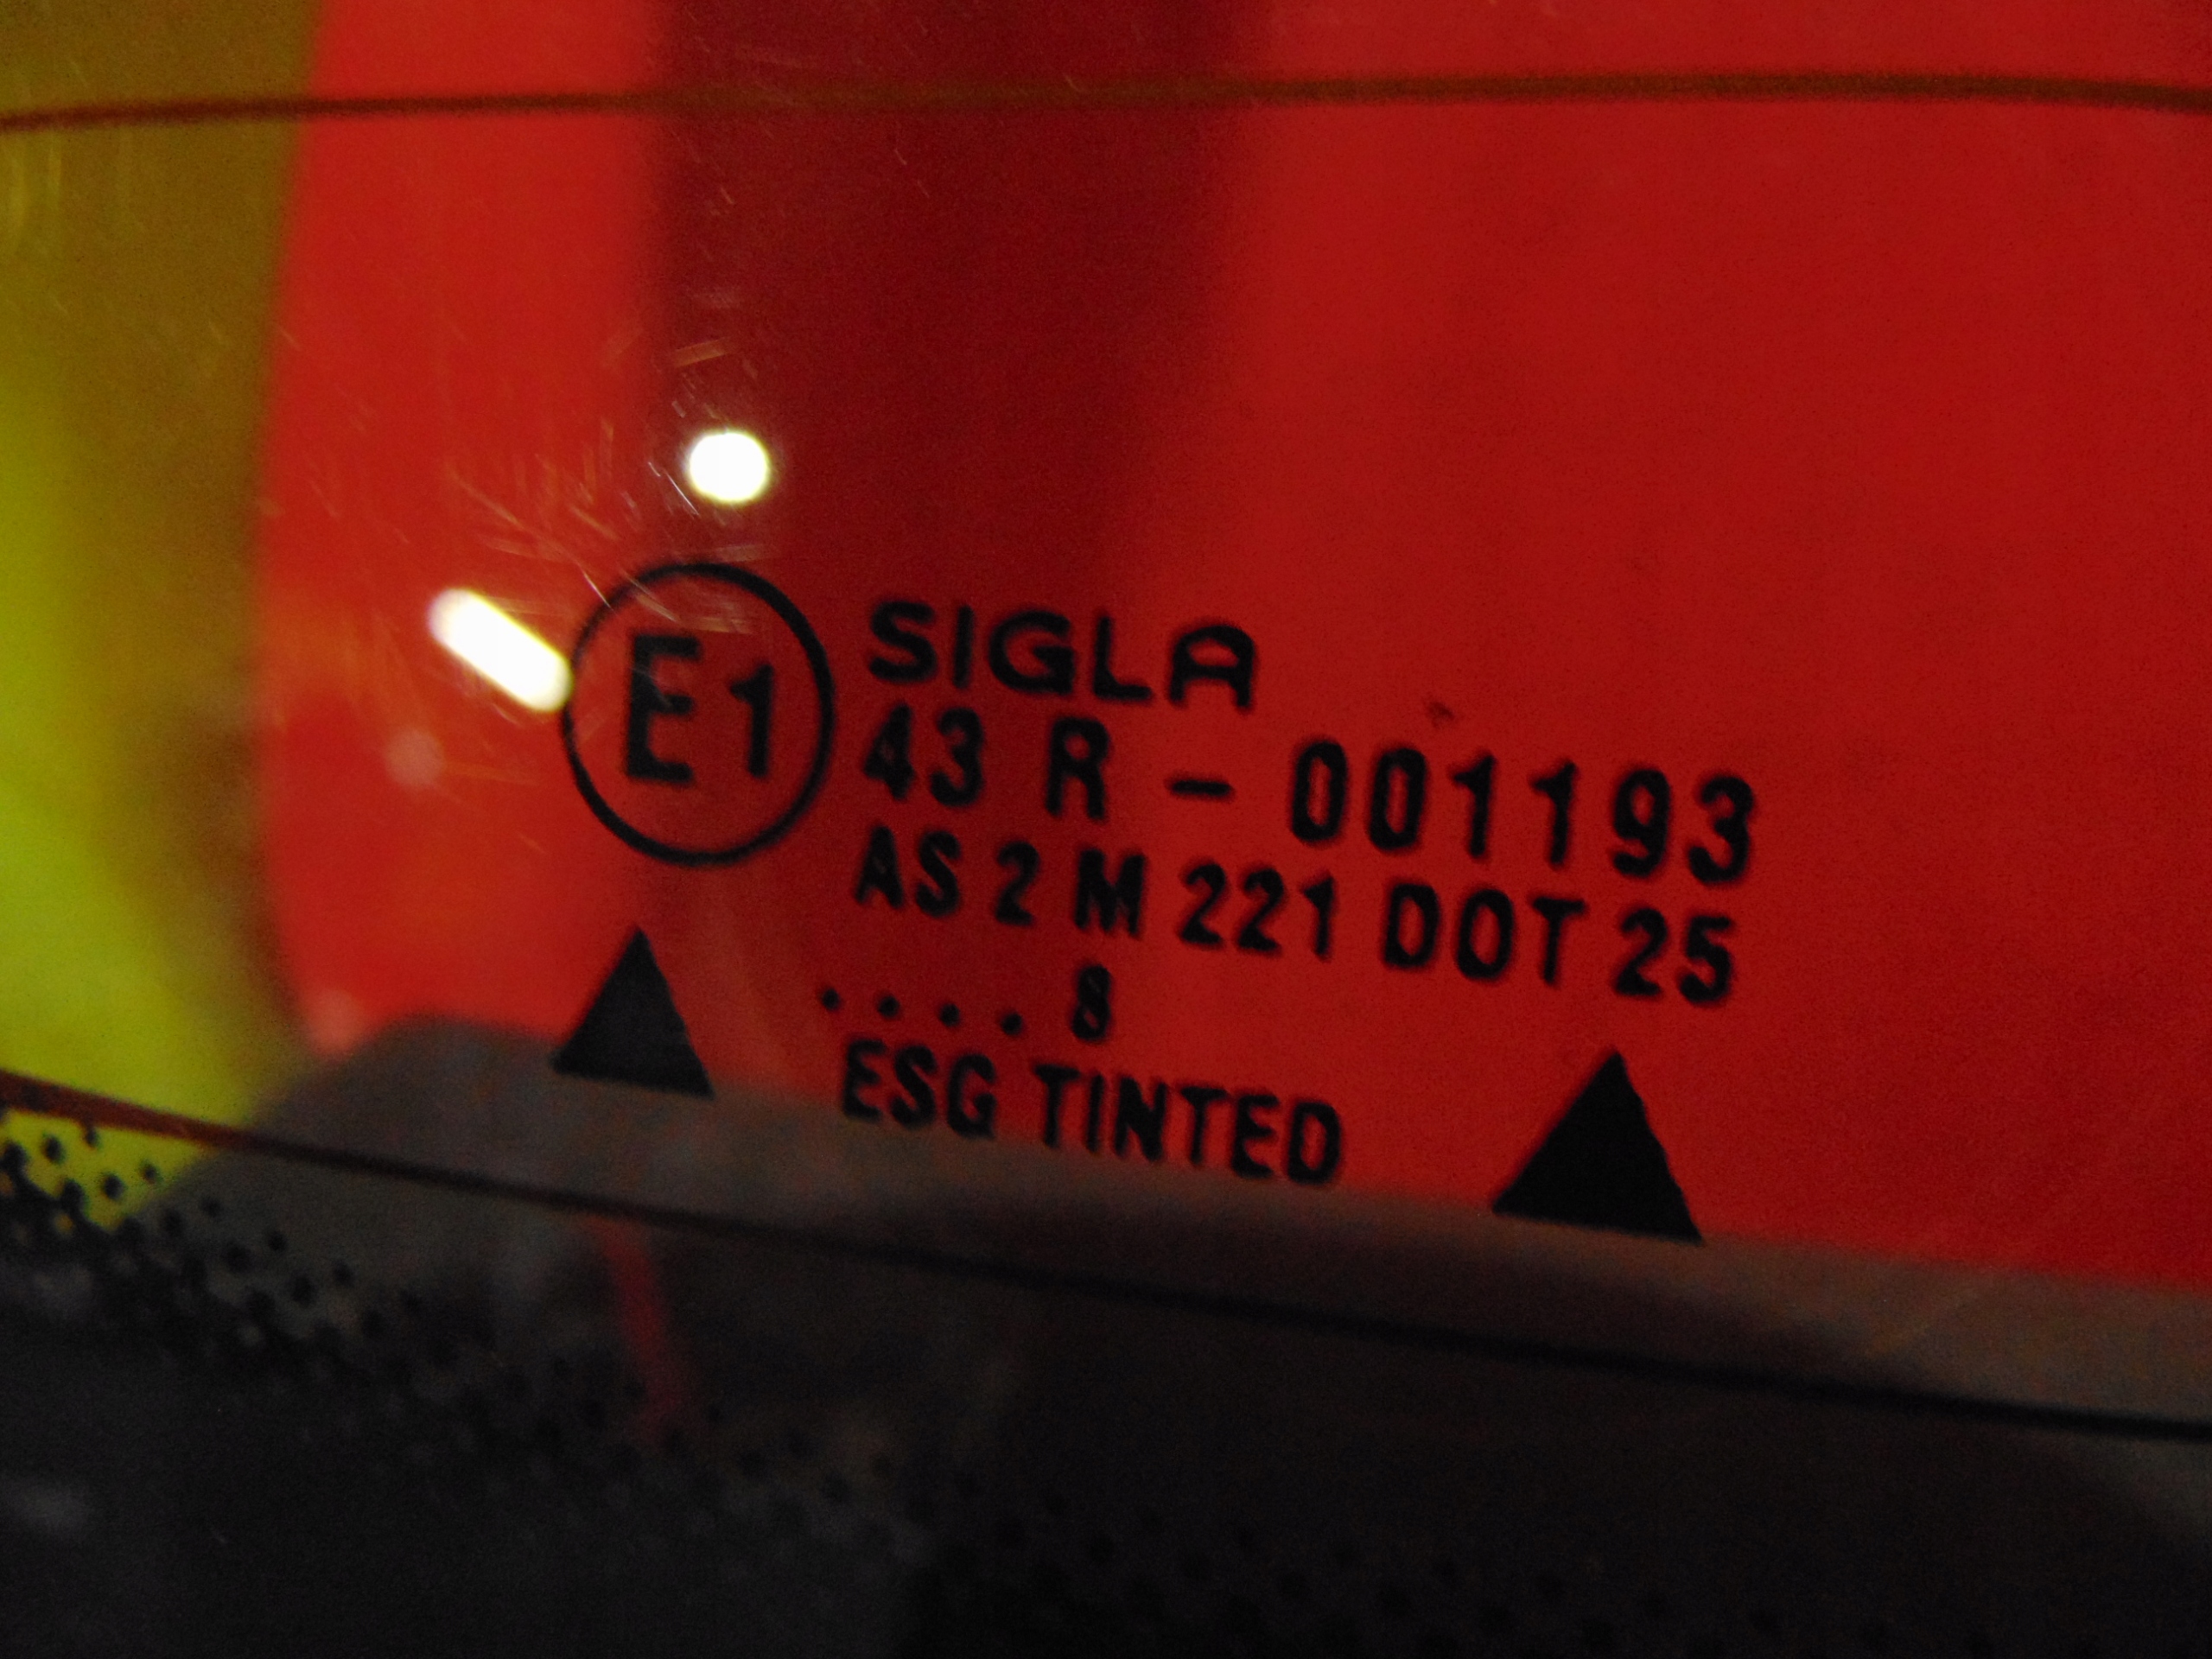 E1
SIGLA
43 R - 001193
AS 2 M 221 DOT 25
.... 8
ESG TINTED